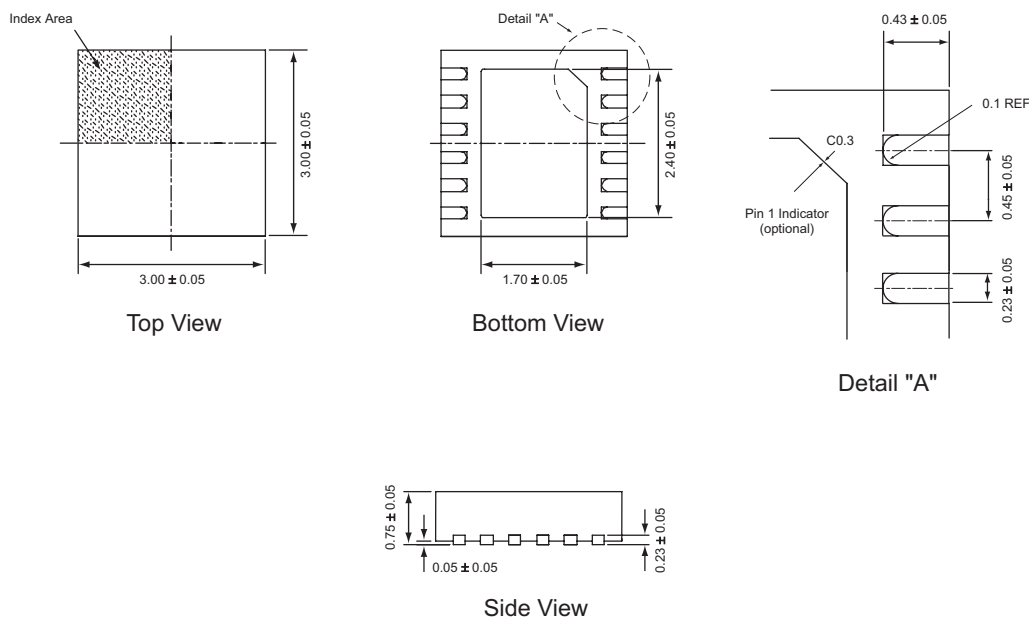 Index Area
3.00 ± 0.05
3.00 ± 0.05
Top View
Detail "A"
2.40 ± 0.05
1.70 ± 0.05
Bottom View
0.43 ± 0.05
0.1 REF
C0.3
Pin 1 Indicator
(optional)
0.45 ± 0.05
0.23 ± 0.05
Detail "A"
0.75 ± 0.05
0.05 ± 0.05
0.23 ± 0.05
Side View